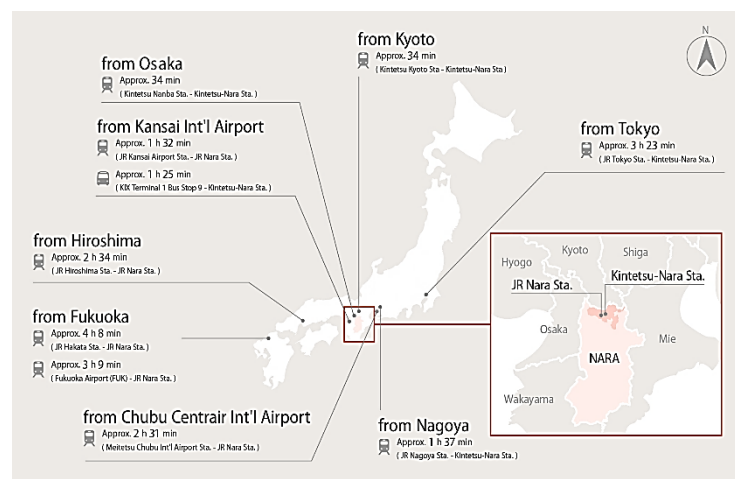 from Kyoto
Approx. 34 min
( Kintetsu Kyoto Sta - Kintetsu-Nara Sta )
N
from Osaka
Approx. 34 min
( Kintetsu Nanba Sta. - Kintetsu-Nara Sta. )
from Kansai Int'l Airport
Approx. 1 h 32 min
( JR Kansai Airport Sta. - JR Nara Sta. )
Approx. 1 h 25 min
( KIX Terminal 1 Bus Stop 9 - Kintetsu-Nara Sta. )
from Tokyo
Approx. 3 h 23 min
( JR Tokyo Sta. - Kintetsu-Nara Sta. )
from Hiroshima
Approx. 2 h 34 min
( JR Hiroshima Sta. - JR Nara Sta. )
from Fukuoka
Approx. 4 h 8 min
( JR Hakata Sta. - JR Nara Sta. )
Approx. 3 h 9 min
( Fukuoka Airport (FUK) - JR Nara Sta. )
from Chubu Centrair Int'l Airport
Approx. 2 h 31 min
( Meitetsu Chubu Int'l Airport Sta. - JR Nara Sta. )
from Nagoya
Approx. 1 h 37 min
( JR Nagoya Sta. - Kintetsu-Nara Sta. )
Hyogo
Kyoto
Shiga
JR Nara Sta.
Kintetsu-Nara Sta.
Osaka
Mie
NARA
Wakayama